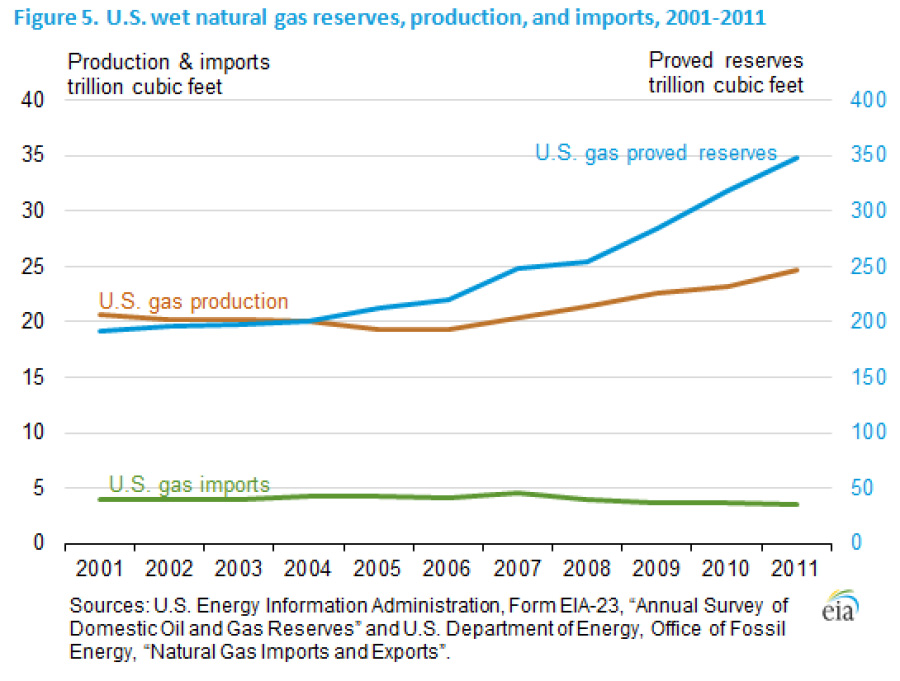 Figure 5. U.S. wet natural gas reserves, production, and imports, 2001-2011
Production & imports
trillion cubic feet
Proved reserves
trillion cubic feet
40
400
U.S. gas proved reserves
35
350
30
300
25
250
U.S. gas production
20
200
15
150
10
100
U.S. gas imports
5
50
0
0
2001 2002 2003 2004 2005 2006 2007 2008 2009 2010 2011
Sources: U.S. Energy Information Administration, Form EIA-23, “Annual Survey of
Domestic Oil and Gas Reserves” and U.S. Department of Energy, Office of Fossil
Energy, “Natural Gas Imports and Exports”.
eia